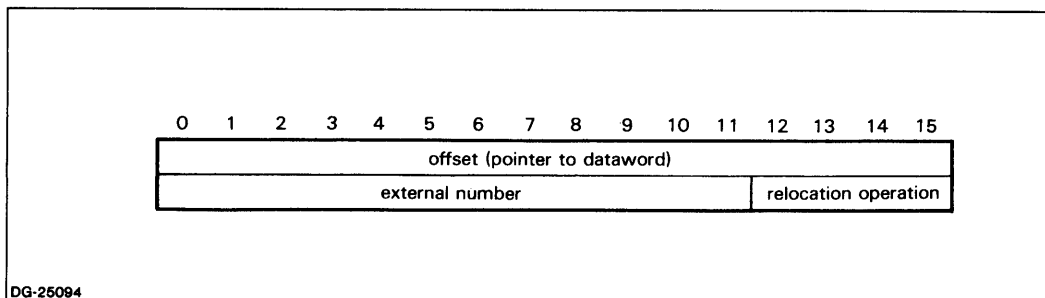 0 1 2 3 4 5 6 7 8 9 10 11 12 13 14 15
offset (pointer to dataword)
external number relocation operation
DG-25094